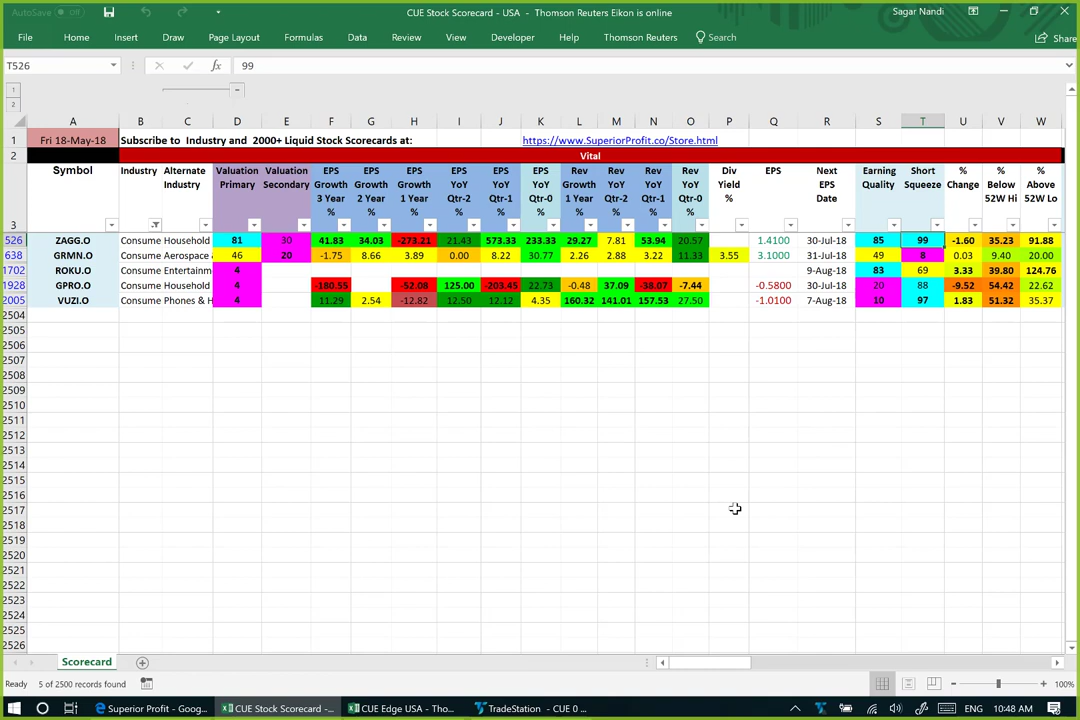 AutoSave Off
CUE Stock Scorecard - USA - Thomson Reuters Eikon is online
Sagar Nandi
File Home Insert Draw Page Layout Formulas Data Review View Developer Help Thomson Reuters Search Share
T526 fx 99
1
2
A B C D E F G H I J K L M N O P Q R S T U V W
1 Fri 18-May-18 Subscribe to Industry and 2000+ Liquid Stock Scorecards at: https://www.SuperiorProfit.co/Store.html
2 Vital
Symbol Industry Alternate Valuation Valuation EPS EPS EPS EPS EPS EPS Rev Rev Rev Rev Div EPS Next Earning Short % % %
Industry Primary Secondary Growth Growth Growth YoY YoY YoY Growth YoY YoY YoY Yield EPS Quality Squeeze Change Below Above
3 Year 2 Year 1 Year Qtr-2 Qtr-1 Qtr-0 1 Year Qtr-2 Qtr-1 Qtr-0 % Date 52W Hi 52W Lo
3 % % % % % % % % % %
526 ZAGG.O Consume Household 81 30 41.83 34.03 -273.21 21.43 573.33 233.33 29.27 7.81 53.94 20.57 1.4100 30-Jul-18 85 99 -1.60 35.23 91.88
638 GRMN.O Consume Aerospace 46 20 -1.75 8.66 3.89 0.00 8.22 30.77 2.26 2.88 3.22 11.33 3.55 3.1000 31-Jul-18 49 8 0.03 9.40 20.00
1702 ROKU.O Consume Entertainm 4 9-Aug-18 83 69 3.33 39.80 124.76
1928 GPRO.O Consume Household 4 -180.55 -52.08 125.00 -203.45 22.73 -0.48 37.09 -38.07 -7.44 -0.5800 30-Jul-18 20 88 -9.52 54.42 22.62
2005 VUZI.O Consume Phones & H 4 11.29 2.54 -12.82 12.50 12.12 4.35 160.32 141.01 157.53 27.50 -1.0100 7-Aug-18 10 97 1.83 51.32 35.37
2504
2505
2506
2507
2508
2509
2510
2511
2512
2513
2514
2515
2516
2517
2518
2519
2520
2521
2522
2523
2524
2525
2526
Scorecard
Ready 5 of 2500 records found 100%
Superior Profit - Goog... CUE Stock Scorecard -... CUE Edge USA - Tho... TradeStation - CUE 0 ... ENG 10:48 AM